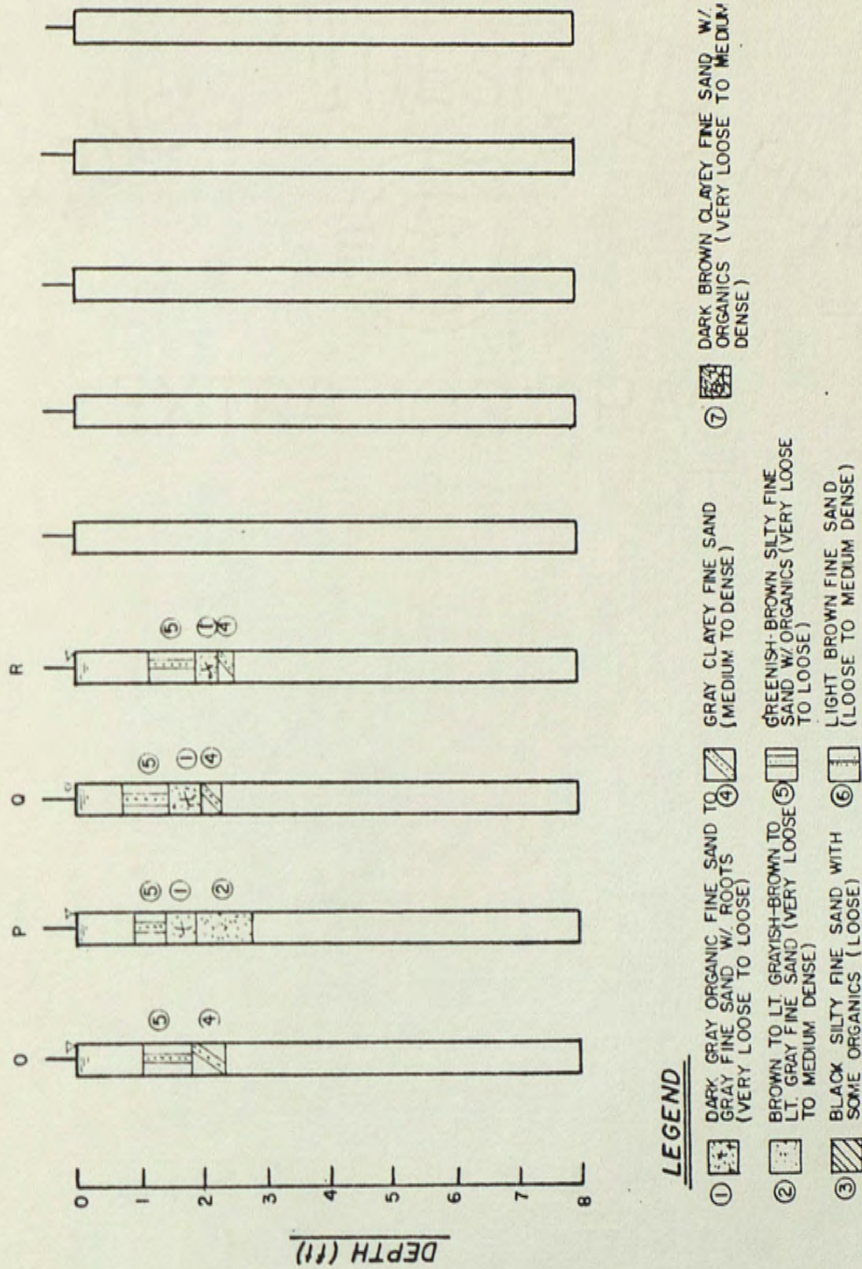 O P Q R
⑤ ⑤ ⑤ ⑤
④ ① ① ①
② ④ ④
DEPTH (ft)
0
1
2
3
4
5
6
7
8
LEGEND
① DARK GRAY ORGANIC FINE SAND TO
GRAY FINE SAND W/ ROOTS
(VERY LOOSE TO LOOSE)
② BROWN TO LT. GRAYISH-BROWN TO
LT. GRAY FINE SAND (VERY LOOSE
TO MEDIUM DENSE)
③ BLACK SILTY FINE SAND WITH
SOME ORGANICS (LOOSE)
④ GRAY CLAYEY FINE SAND
(MEDIUM TO DENSE)
⑤ GREENISH-BROWN SILTY FINE
SAND W/ ORGANICS (VERY LOOSE
TO LOOSE)
⑥ LIGHT BROWN FINE SAND
(LOOSE TO MEDIUM DENSE)
⑦ DARK BROWN CLAYEY FINE SAND W/
ORGANICS (VERY LOOSE TO MEDIUM
DENSE)